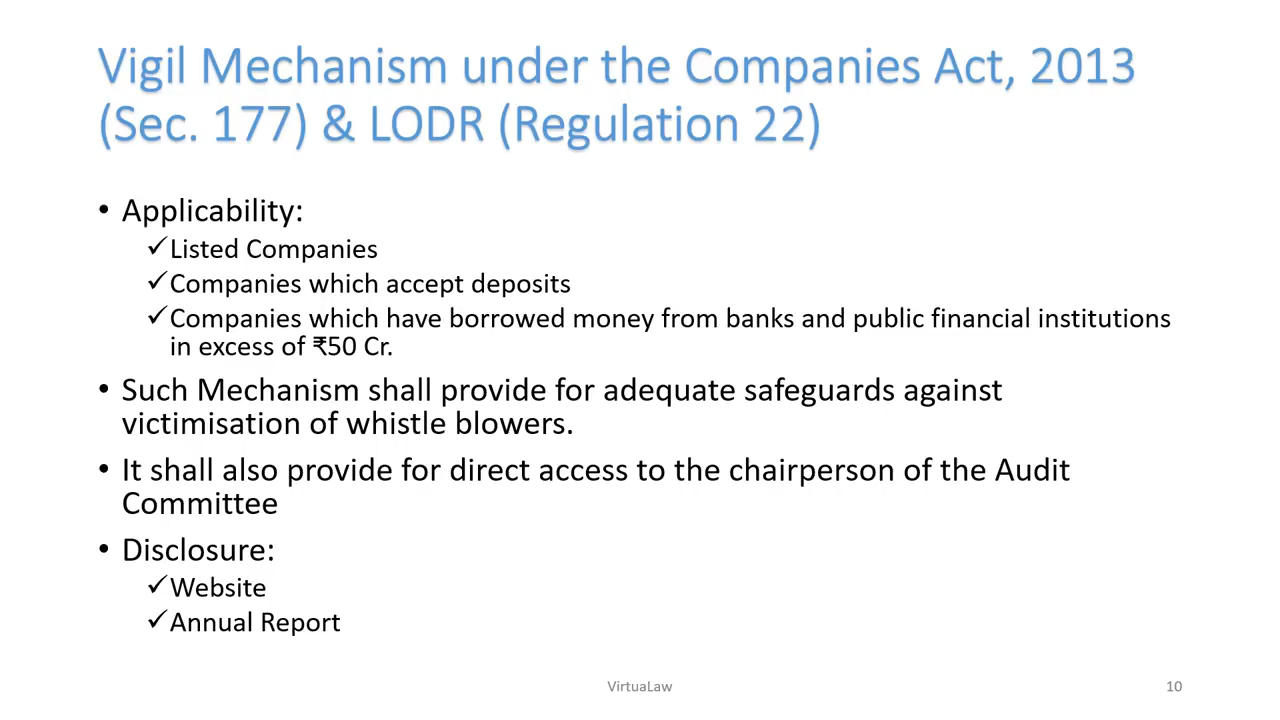 Vigil Mechanism under the Companies Act, 2013
(Sec. 177) & LODR (Regulation 22)
• Applicability:
✓Listed Companies
✓Companies which accept deposits
✓Companies which have borrowed money from banks and public financial institutions
in excess of ₹50 Cr.
• Such Mechanism shall provide for adequate safeguards against
victimisation of whistle blowers.
• It shall also provide for direct access to the chairperson of the Audit
Committee
• Disclosure:
✓Website
✓Annual Report
VirtuaLaw
10